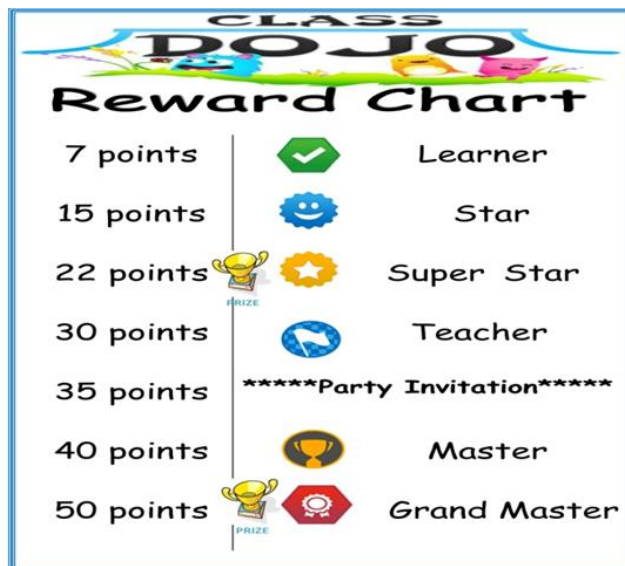 CLASS
DOJO
Reward Chart
7 points Learner
15 points Star
22 points PRIZE Super Star
30 points Teacher
35 points *****Party Invitation*****
40 points Master
50 points PRIZE Grand Master